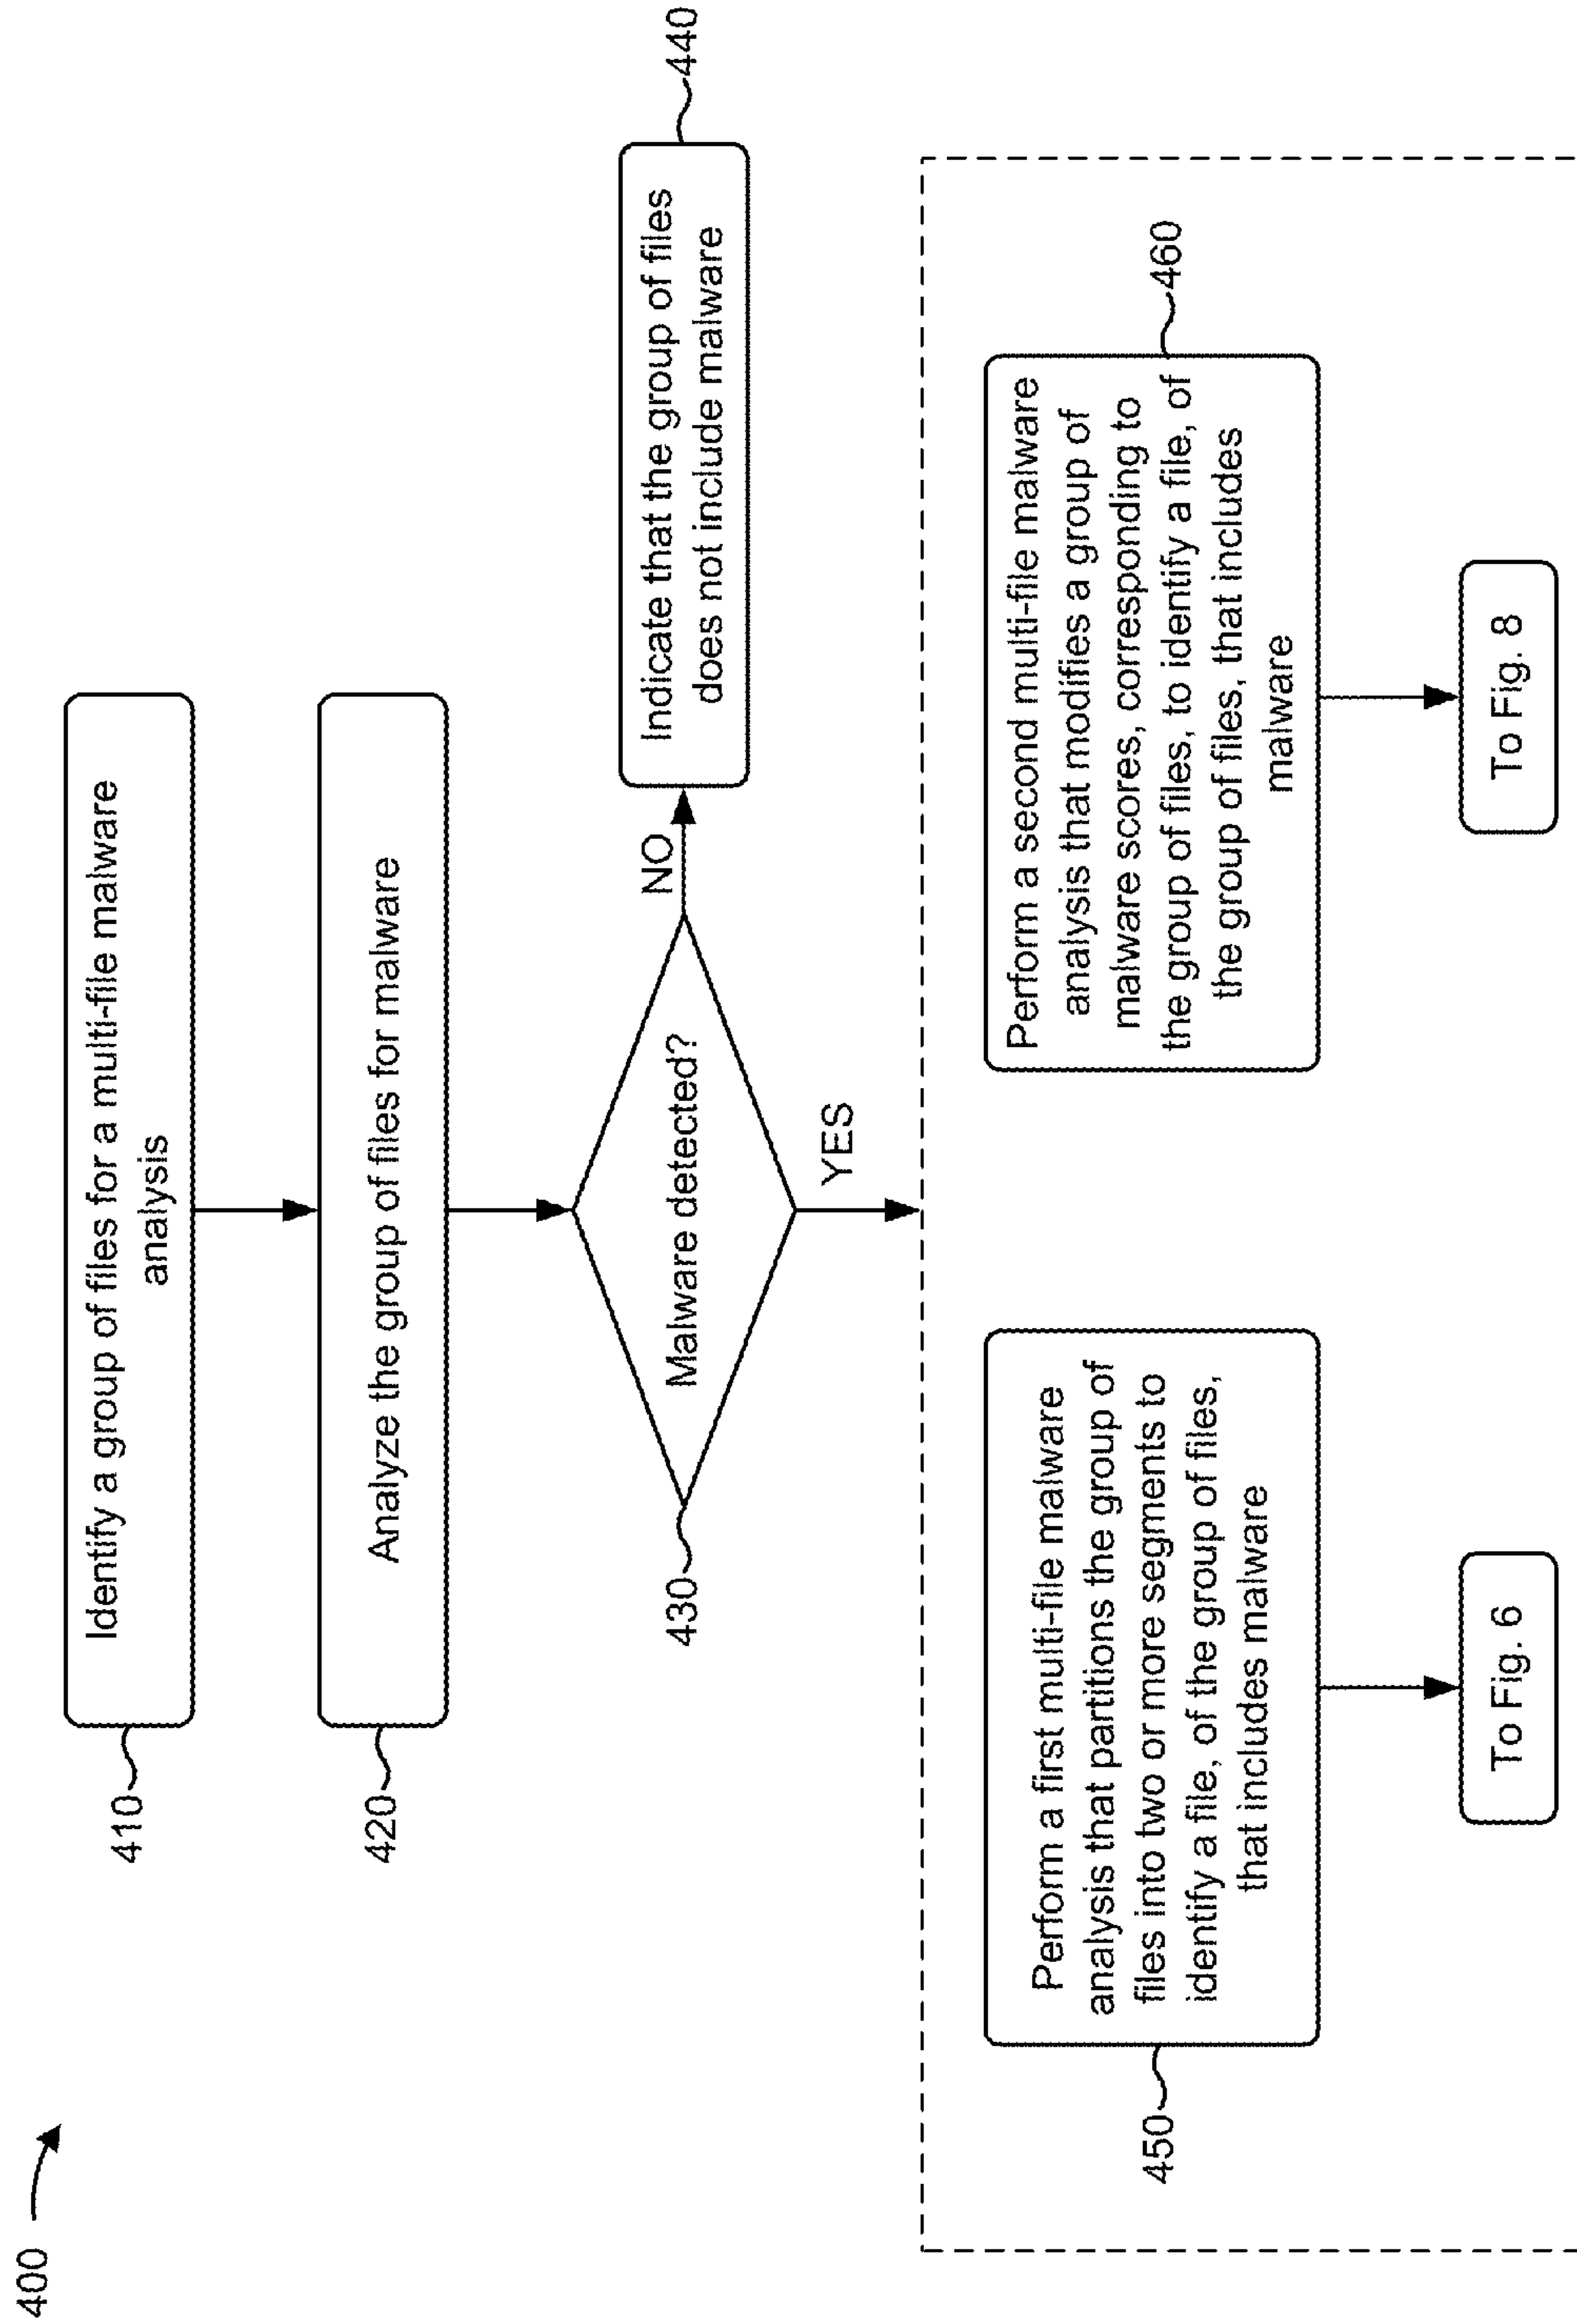 400
410
Identify a group of files for a multi-file malware
analysis
420
Analyze the group of files for malware
430
Malware detected?
NO
440
Indicate that the group of files
does not include malware
YES
450
Perform a first multi-file malware
analysis that partitions the group of
files into two or more segments to
identify a file, of the group of files,
that includes malware
To Fig. 6
460
Perform a second multi-file malware
analysis that modifies a group of
malware scores, corresponding to
the group of files, to identify a file, of
the group of files, that includes
malware
To Fig. 8